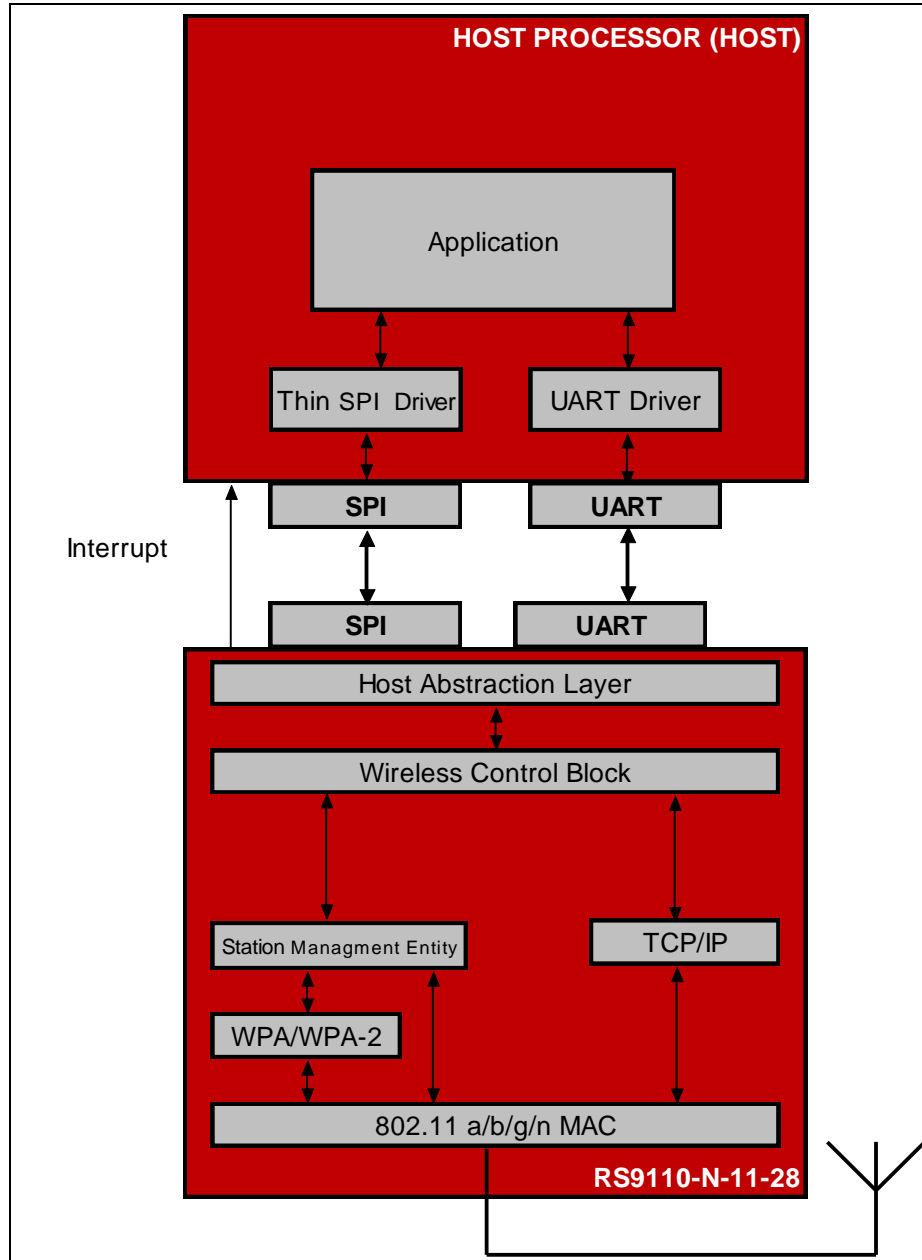 HOST PROCESSOR (HOST)
Application
Thin SPI Driver
UART Driver
SPI
UART
Interrupt
SPI
UART
Host Abstraction Layer
Wireless Control Block
Station Managment Entity
TCP/IP
WPA/WPA-2
802.11 a/b/g/n MAC
RS9110-N-11-28